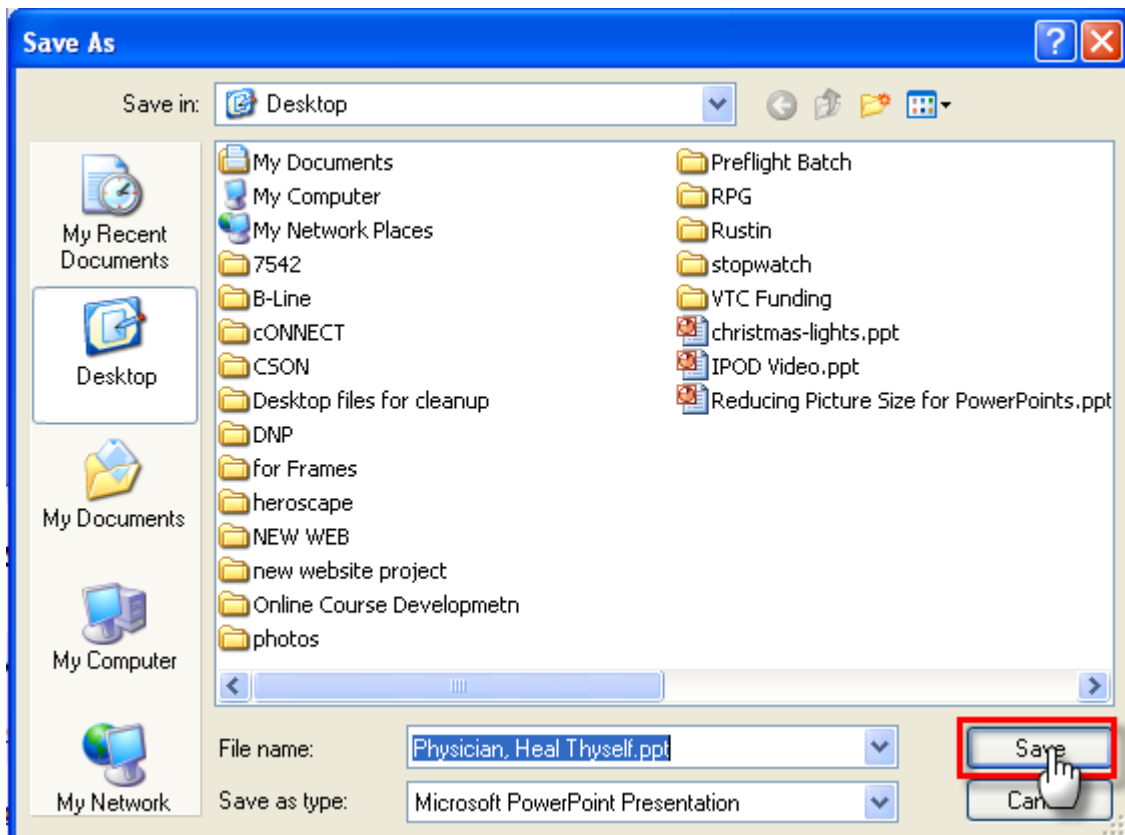 Save As
Save in:
Desktop
My Recent
Documents
Desktop
My Documents
My Computer
My Network
My Documents
My Computer
My Network Places
7542
B-Line
cONNECT
CSON
Desktop files for cleanup
DNP
for Frames
heroscape
NEW WEB
new website project
Online Course Developmetn
photos
Preflight Batch
RPG
Rustin
stopwatch
VTC Funding
christmas-lights.ppt
IPOD Video.ppt
Reducing Picture Size for PowerPoints.ppt
File name:
Physician, Heal Thyself.ppt
Save
Save as type:
Microsoft PowerPoint Presentation